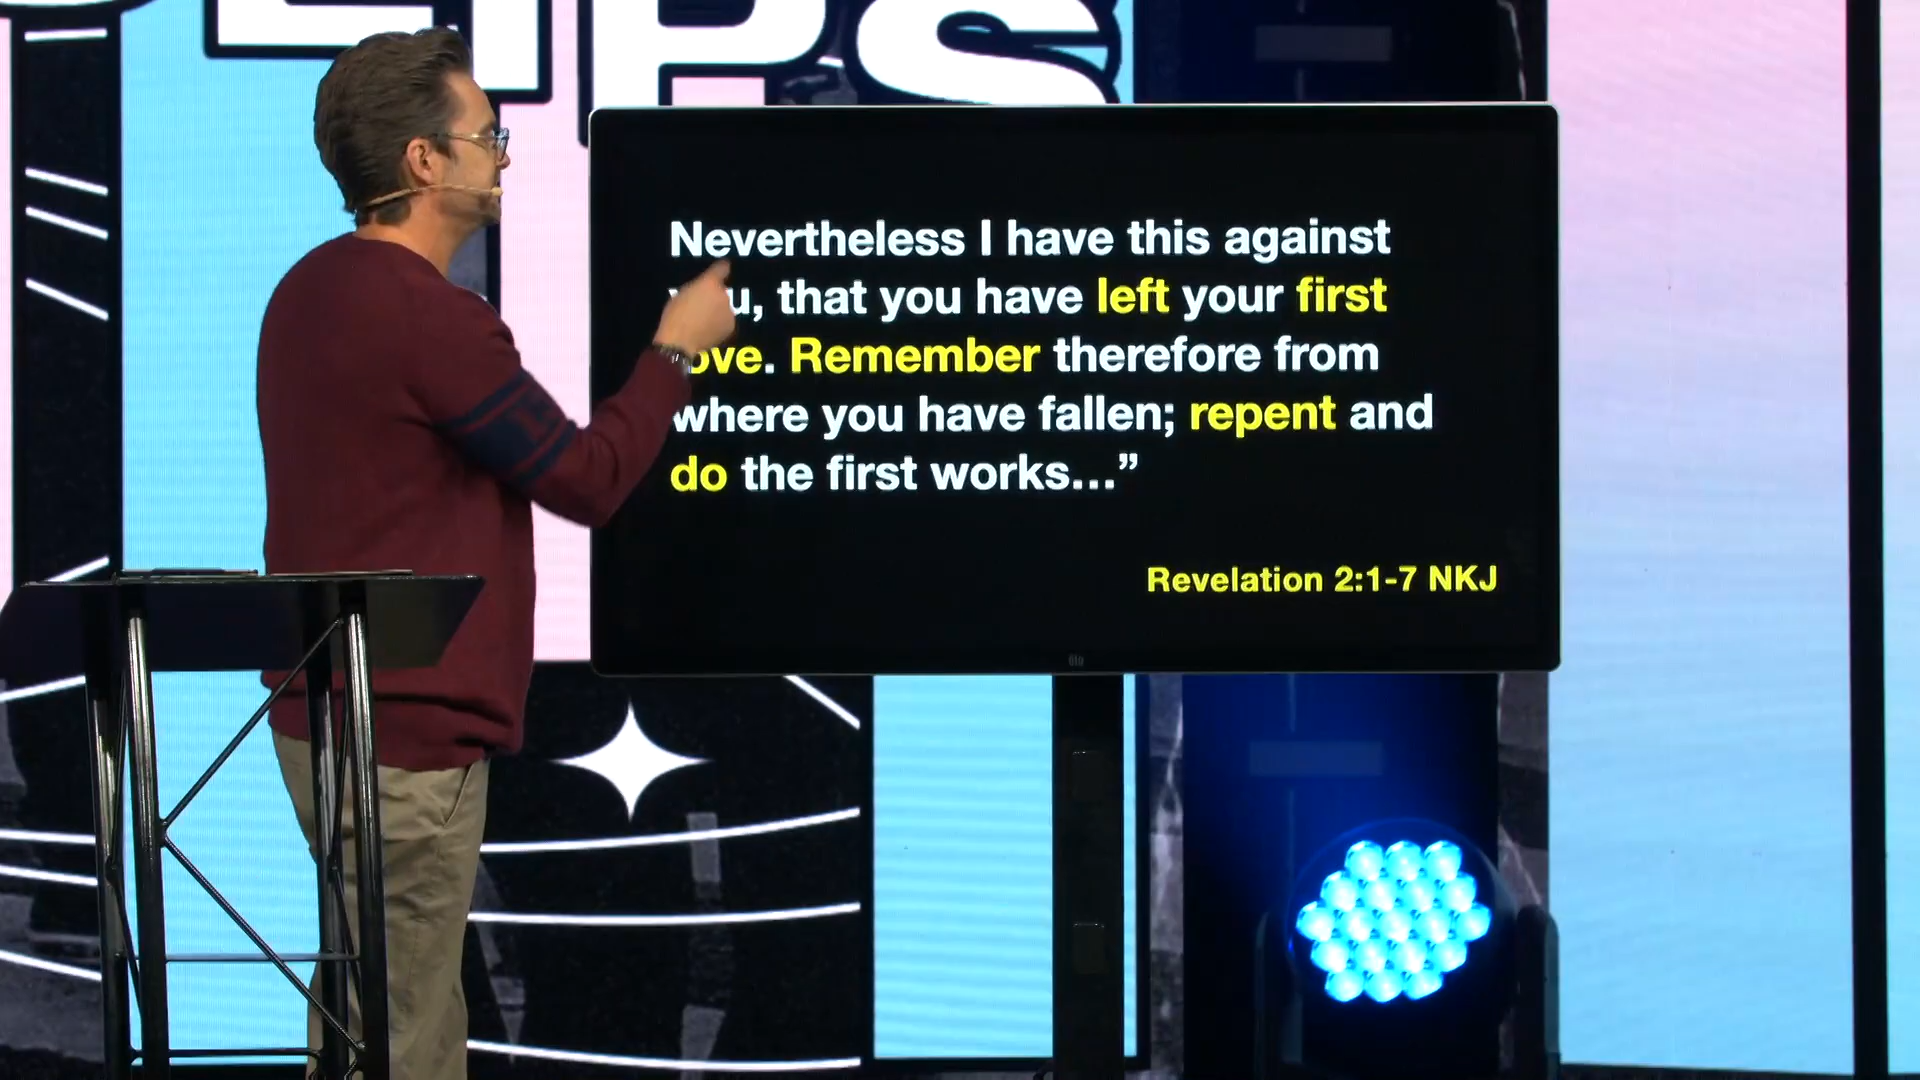 Nevertheless I have this against
that you have left your first
Remember therefore from
where you have fallen; repent and
do the first works...”
Revelation 2:1-7 NKJ
elo